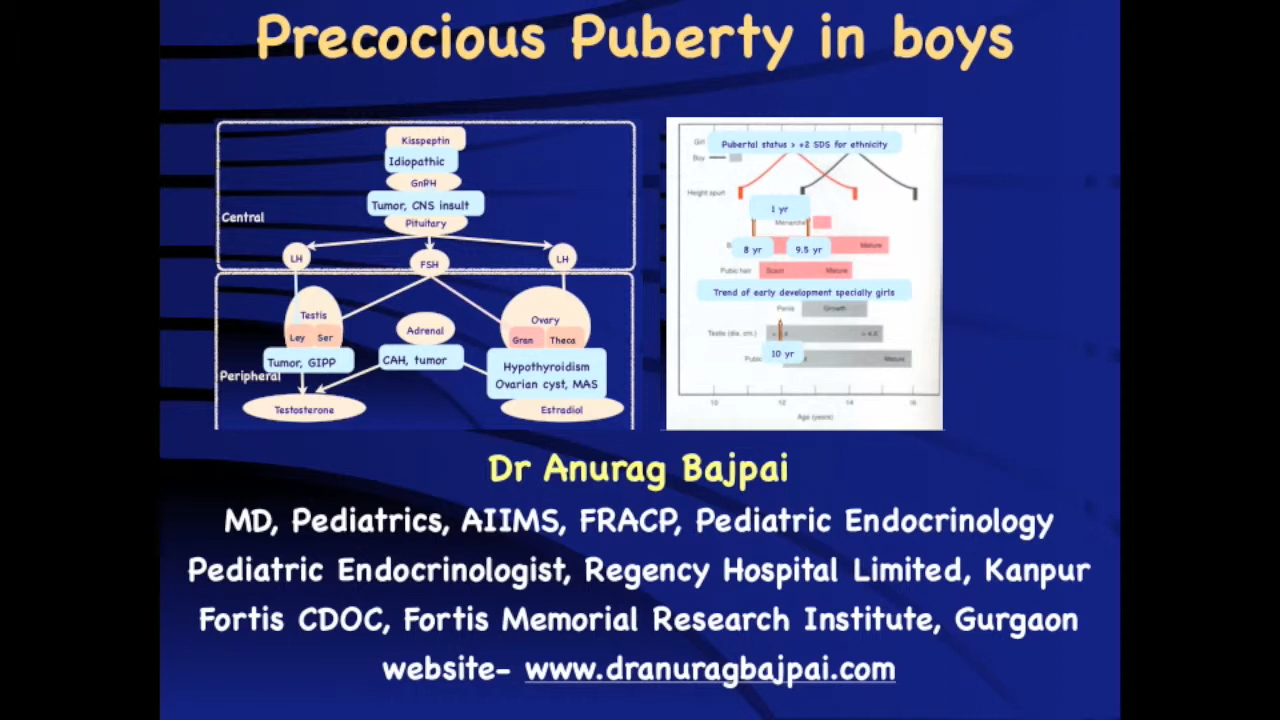 Precocious Puberty in boys
Kisspeptin
Idiopathic
GnRH
Tumor, CNS insult
Pituitary
Central
LH
FSH
LH
Testis
Ley Ser
Tumor, GIPP
Adrenal
CAH, tumor
Ovary
Gran Theca
Hypothyroidism
Ovarian cyst, MAS
Peripheral
Testosterone
Estradiol
Girl
Pubertal status > +2 SDS for ethnicity
Boy
Height spurt
1 yr
Menarche
8 yr
9.5 yr
Mature
Pubic hair
Mature
Trend of early development specially girls
Penis
Growth
Testis
10 yr
Mature
10 12 14 16
Age (years)
Dr Anurag Bajpai
MD, Pediatrics, AIIMS, FRACP, Pediatric Endocrinology
Pediatric Endocrinologist, Regency Hospital Limited, Kanpur
Fortis CDOC, Fortis Memorial Research Institute, Gurgaon
website- www.dranuragbajpai.com